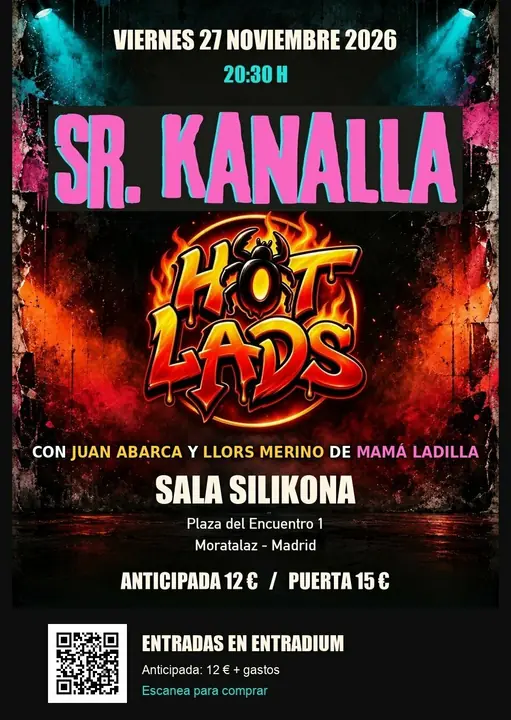 VIERNES 27 NOVIEMBRE 2026
20:30 H
SR. KANALLA
HOT
LADS
CON JUAN ABARCA Y LLORS MERINO DE MAMÁ LADILLA
SALA SILIKONA
Plaza del Encuentro 1
Moratalaz - Madrid
ANTICIPADA 12 € / PUERTA 15 €
ENTRADAS EN ENTRADIUM
Anticipada: 12 € + gastos
Escanea para comprar